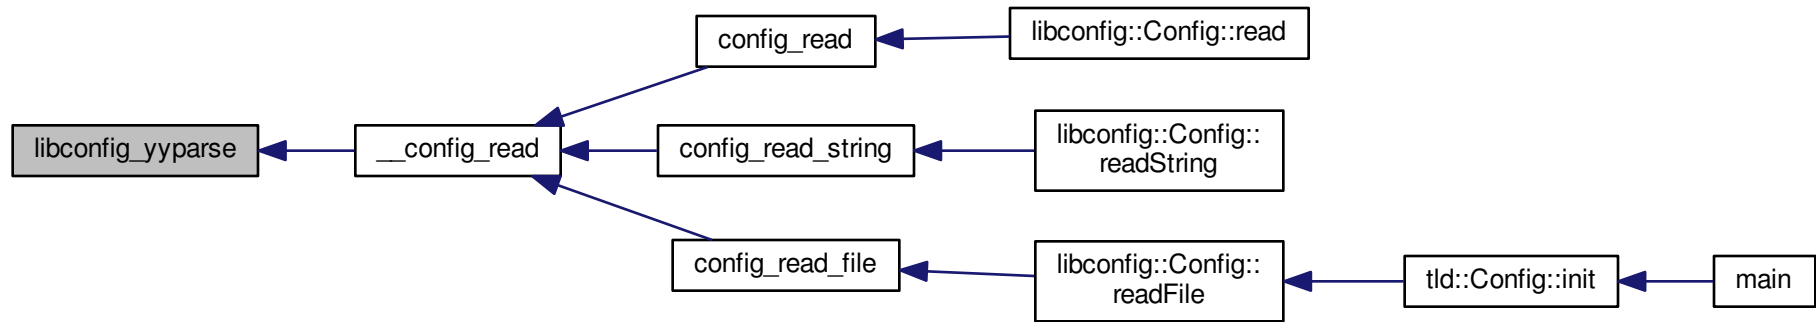 libconfig_yyparse
__config_read
config_read
libconfig::Config::read
config_read_string
libconfig::Config::
readString
config_read_file
libconfig::Config::
readFile
tld::Config::init
main